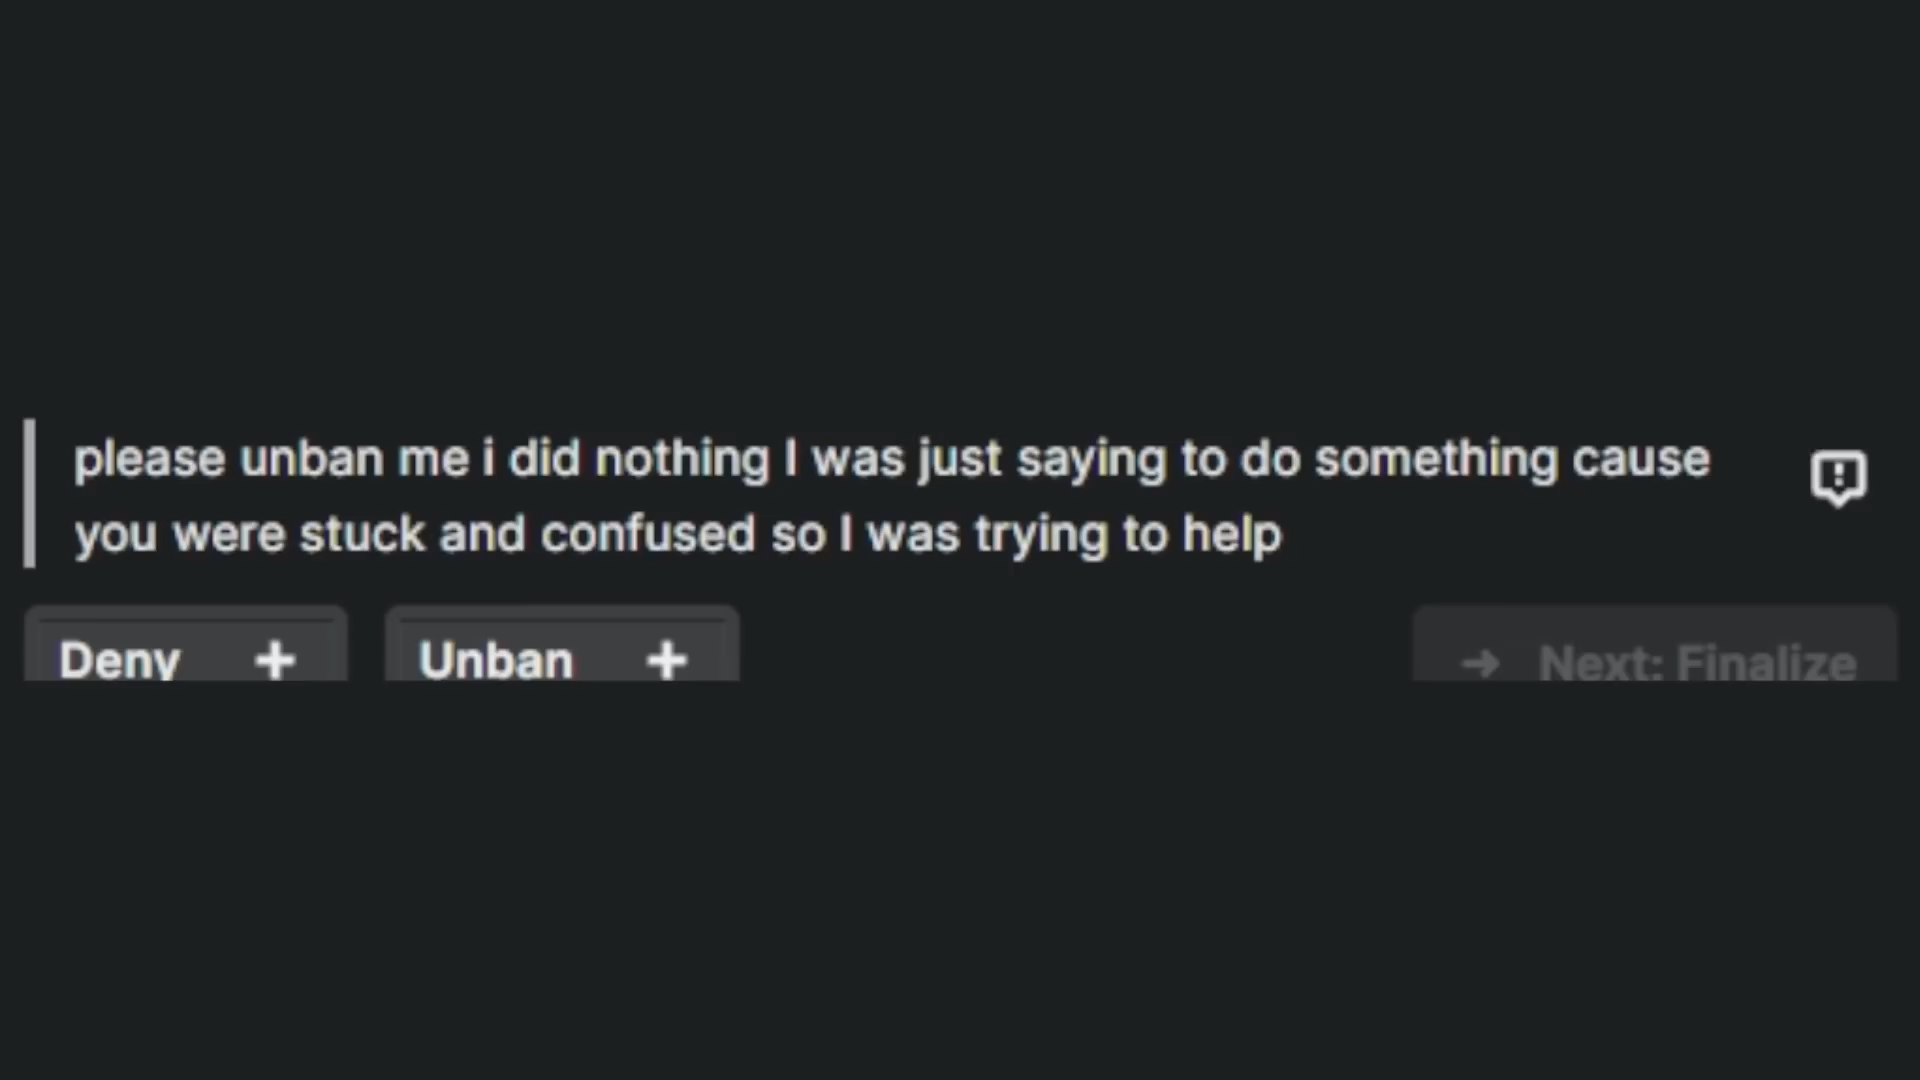 please unban me i did nothing I was just saying to do something cause
you were stuck and confused so I was trying to help
Deny +
Unban +
→ Next: Finalize